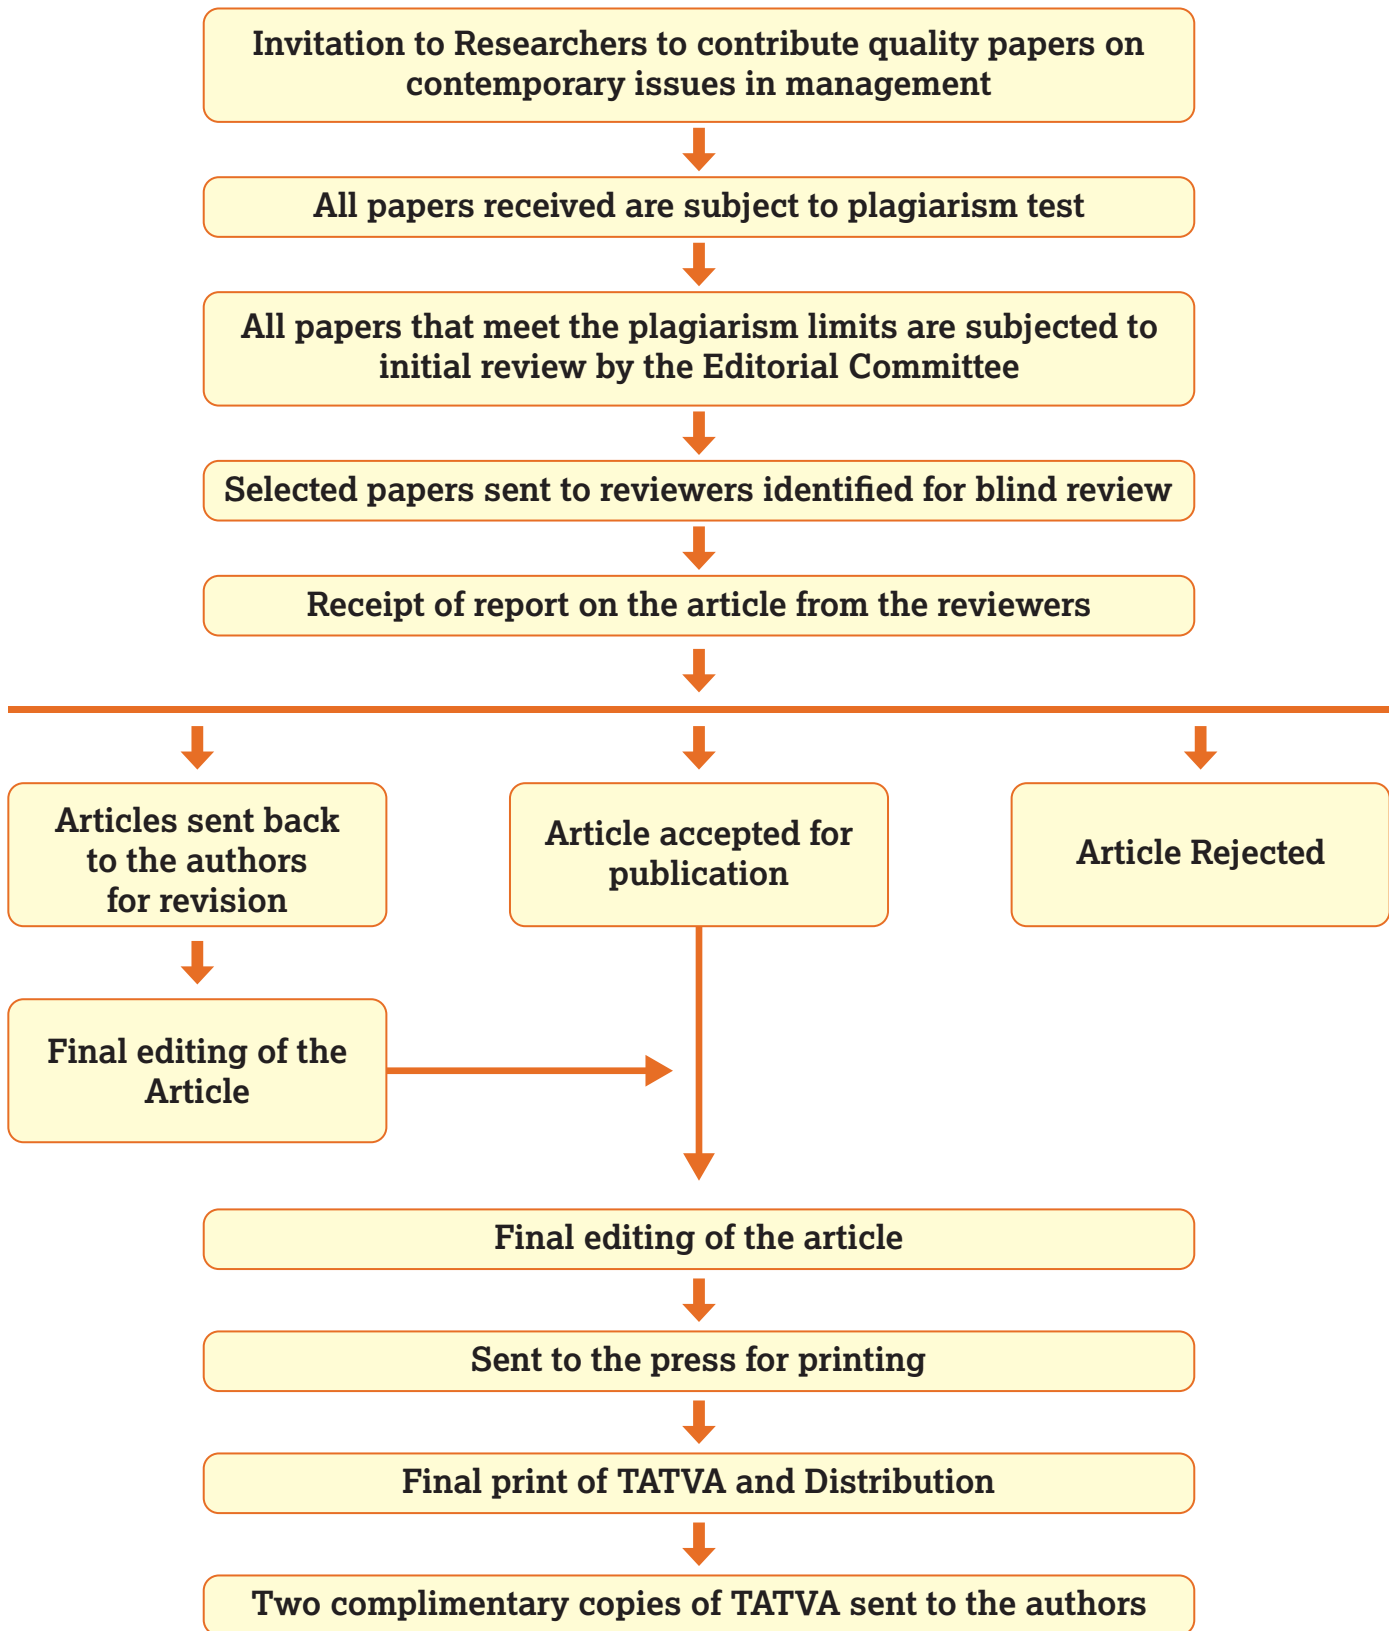 Invitation to Researchers to contribute quality papers on
contemporary issues in management
All papers received are subject to plagiarism test
All papers that meet the plagiarism limits are subjected to
initial review by the Editorial Committee
Selected papers sent to reviewers identified for blind review
Receipt of report on the article from the reviewers
Articles sent back
to the authors
for revision
Article accepted for
publication
Article Rejected
Final editing of the
Article
Final editing of the article
Sent to the press for printing
Final print of TATVA and Distribution
Two complimentary copies of TATVA sent to the authors